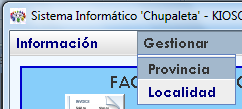 Sistema Informático 'Chupaleta' - KIOSC
Información Gestionar
Provincia
FAC
Localidad